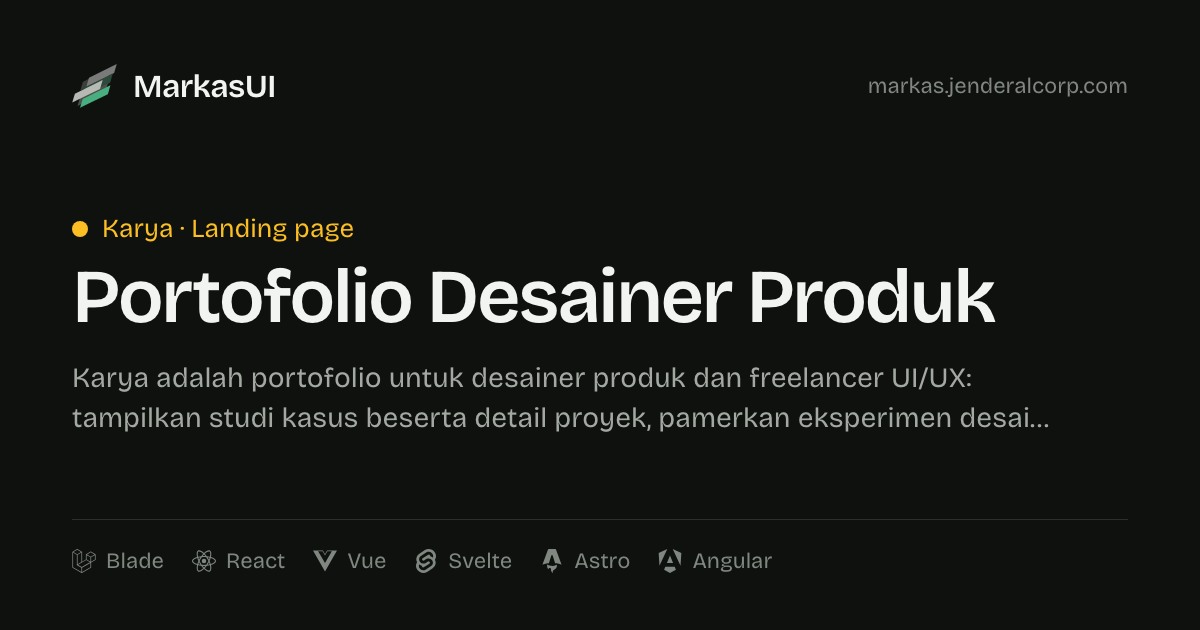 MarkasUI
markas.jenderalcorp.com
Karya · Landing page
Portofolio Desainer Produk
Karya adalah portofolio untuk desainer produk dan freelancer UI/UX:
tampilkan studi kasus beserta detail proyek, pamerkan eksperimen desai...
Blade React Vue Svelte Astro Angular